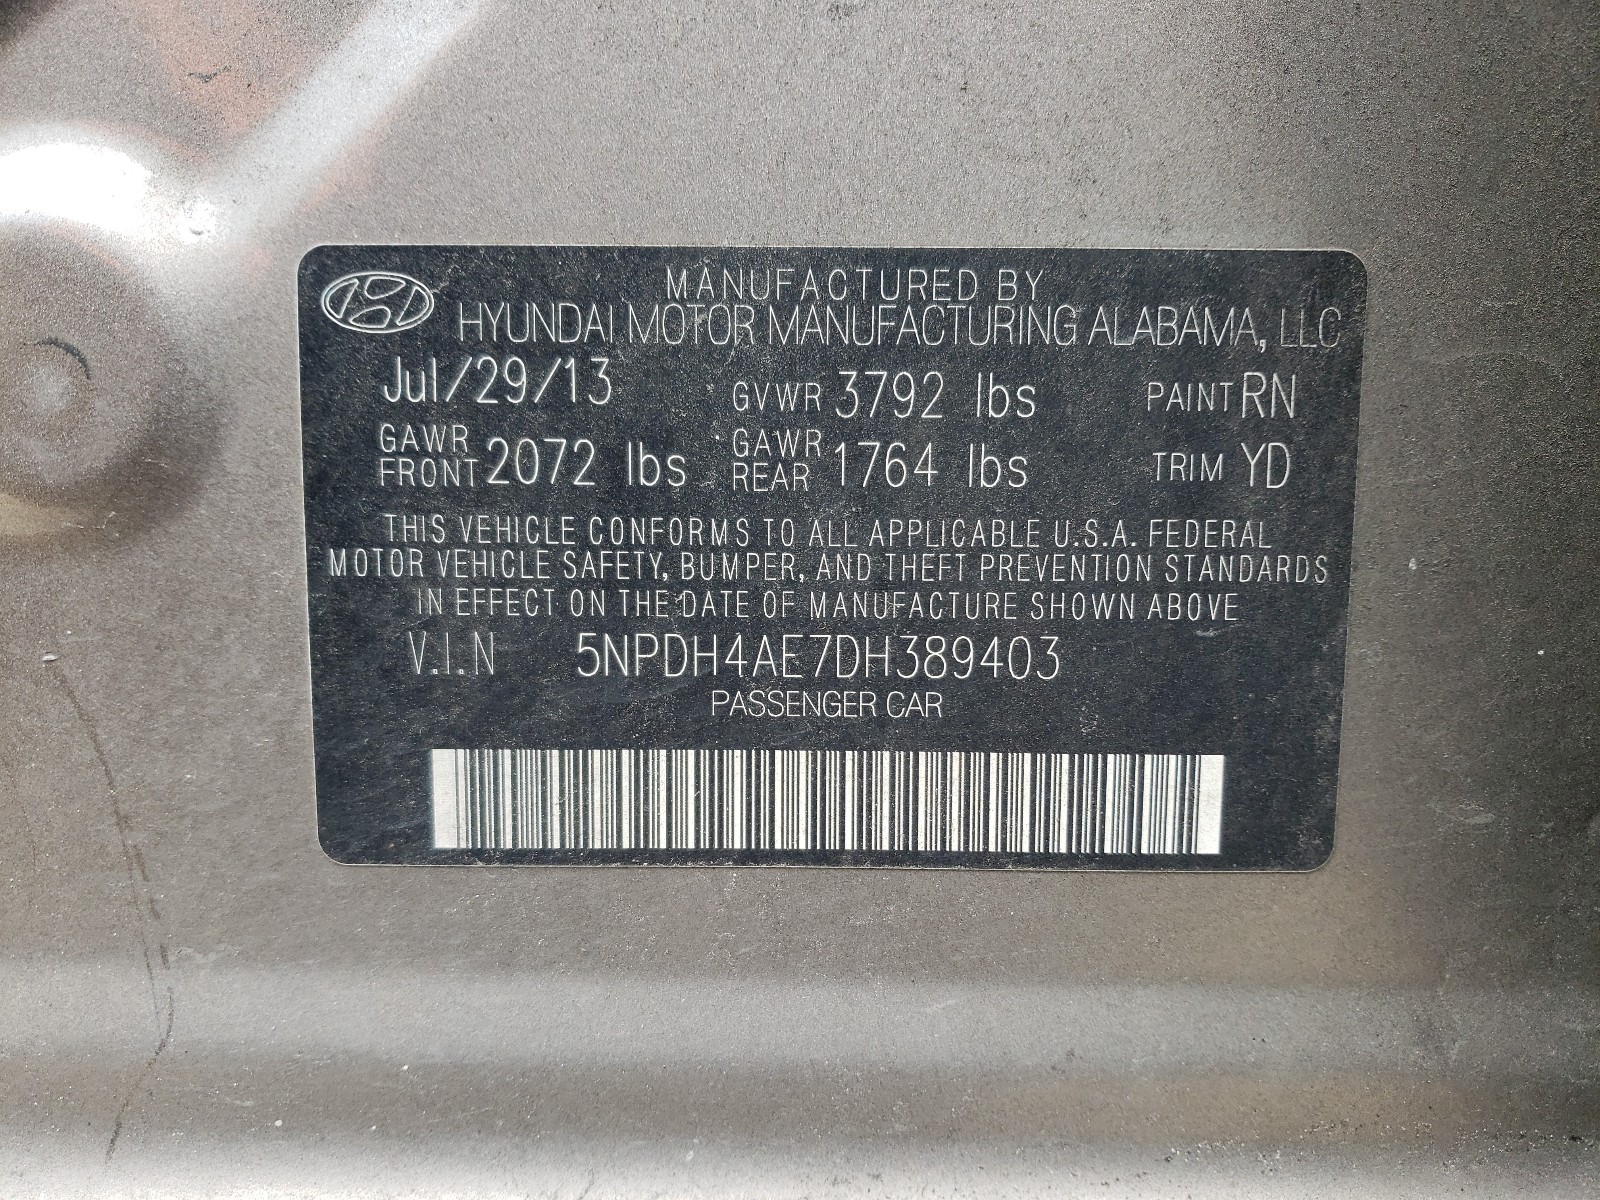 MANUFACTURED BY
HYUNDAI MOTOR MANUFACTURING ALABAMA, LLC
Jul/29/13 GVWR 3792 lbs PAINT RN
GAWR FRONT 2072 lbs GAWR REAR 1764 lbs TRIM YD
THIS VEHICLE CONFORMS TO ALL APPLICABLE U.S.A. FEDERAL
MOTOR VEHICLE SAFETY, BUMPER, AND THEFT PREVENTION STANDARDS
IN EFFECT ON THE DATE OF MANUFACTURE SHOWN ABOVE
V.I.N 5NPDH4AE7DH389403
PASSENGER CAR